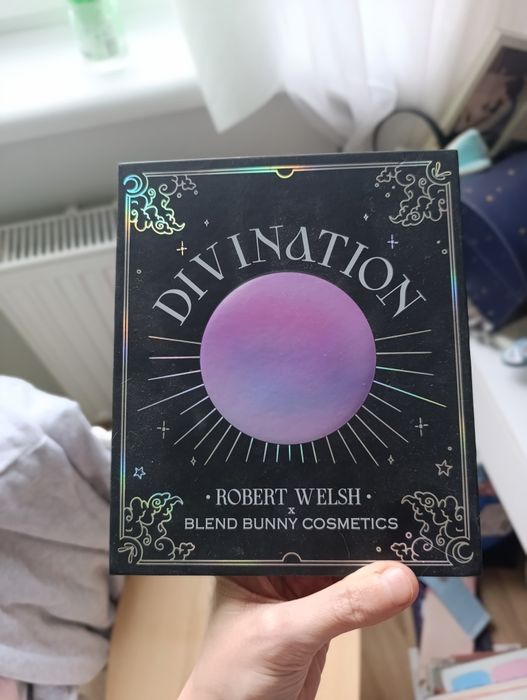 DIVINATION
· ROBERT WELSH ·
x
BLEND BUNNY COSMETICS